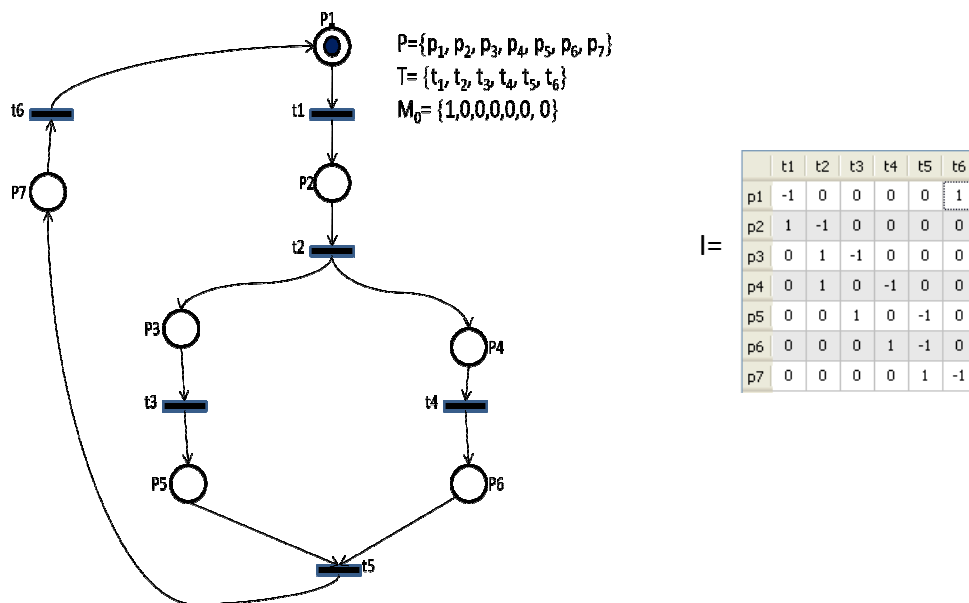 P1
P={p1, p2, p3, p4, p5, p6, p7}
T= {t1, t2, t3, t4, t5, t6}
M0= {1,0,0,0,0,0, 0}
t6
t1
P7
P2
t2
P3
P4
t3
t4
P5
P6
t5
I=
t1 t2 t3 t4 t5 t6
p1 -1 0 0 0 0 1
p2 1 -1 0 0 0 0
p3 0 1 -1 0 0 0
p4 0 1 0 -1 0 0
p5 0 0 1 0 -1 0
p6 0 0 0 1 -1 0
p7 0 0 0 0 1 -1